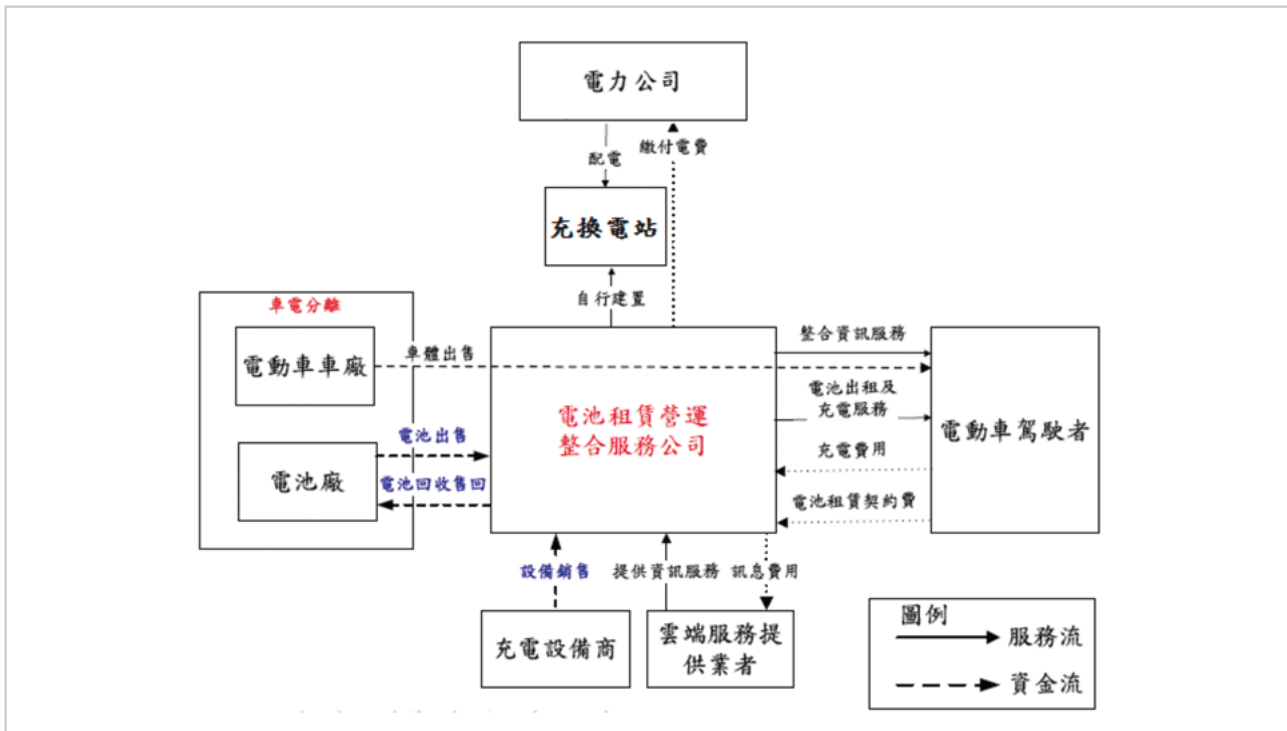 電力公司
配電
繳付電費
充換電站
自行建置
車電分離
電動車車廠
車體出售
整合資訊服務
電池出租及
充電服務
電池租賃營運
整合服務公司
電動車駕駛者
電池出售
充電費用
電池廠
電池回收售回
電池租賃契約費
設備銷售
提供資訊服務
訊息費用
充電設備商
雲端服務提
供業者
圖例
服務流
資金流